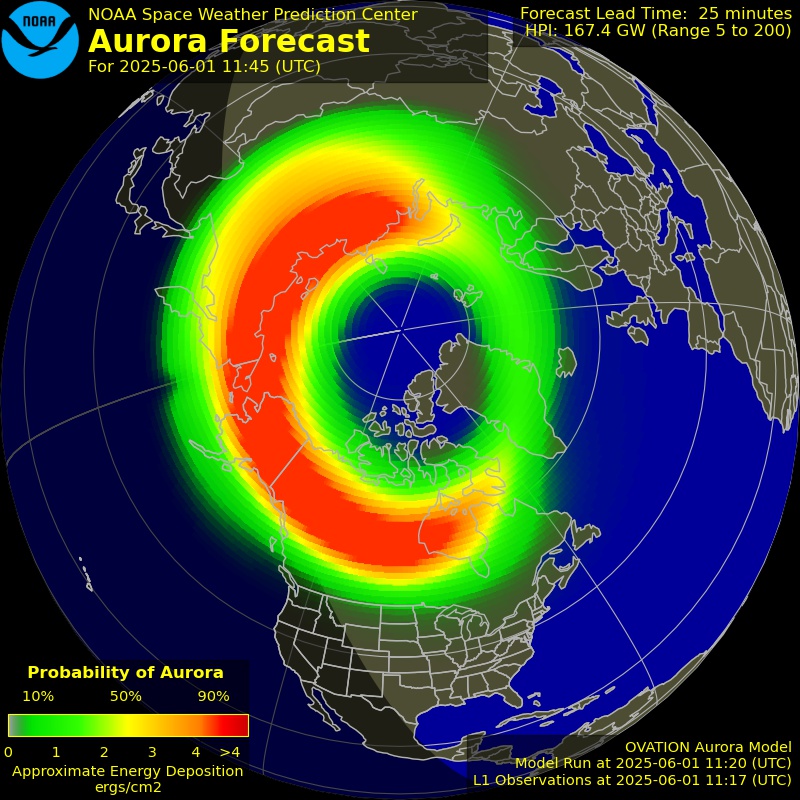 NOAA
NOAA Space Weather Prediction Center
Aurora Forecast
For 2025-06-01 11:45 (UTC)
Forecast Lead Time: 25 minutes
HPI: 167.4 GW (Range 5 to 200)
Probability of Aurora
10% 50% 90%
0 1 2 3 4 >4
Approximate Energy Deposition
ergs/cm2
OVATION Aurora Model
Model Run at 2025-06-01 11:20 (UTC)
L1 Observations at 2025-06-01 11:17 (UTC)